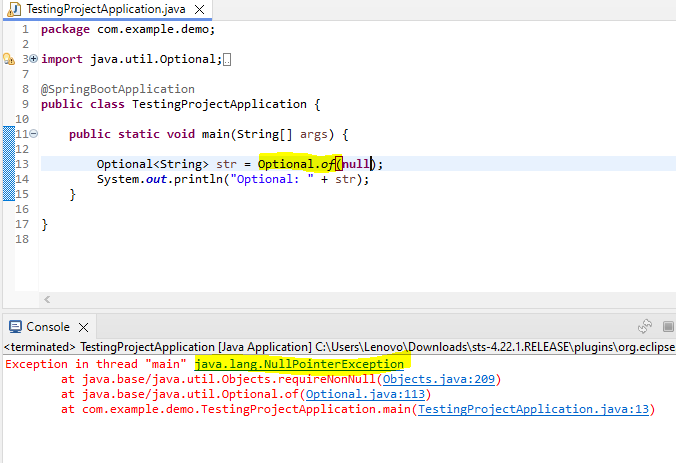 TestingProjectApplication.java
1 package com.example.demo;
2
3 import java.util.Optional;
7
8 @SpringBootApplication
9 public class TestingProjectApplication {
10
11 public static void main(String[] args) {
12
13 Optional<String> str = Optional.of(null);
14 System.out.println("Optional: " + str);
15 }
16
17 }
18
Console
<terminated> TestingProjectApplication [Java Application] C:\Users\Lenovo\Downloads\sts-4.22.1.RELEASE\plugins\org.eclipse
Exception in thread "main" java.lang.NullPointerException
at java.base/java.util.Objects.requireNonNull(Objects.java:209)
at java.base/java.util.Optional.of(Optional.java:113)
at com.example.demo.TestingProjectApplication.main(TestingProjectApplication.java:13)